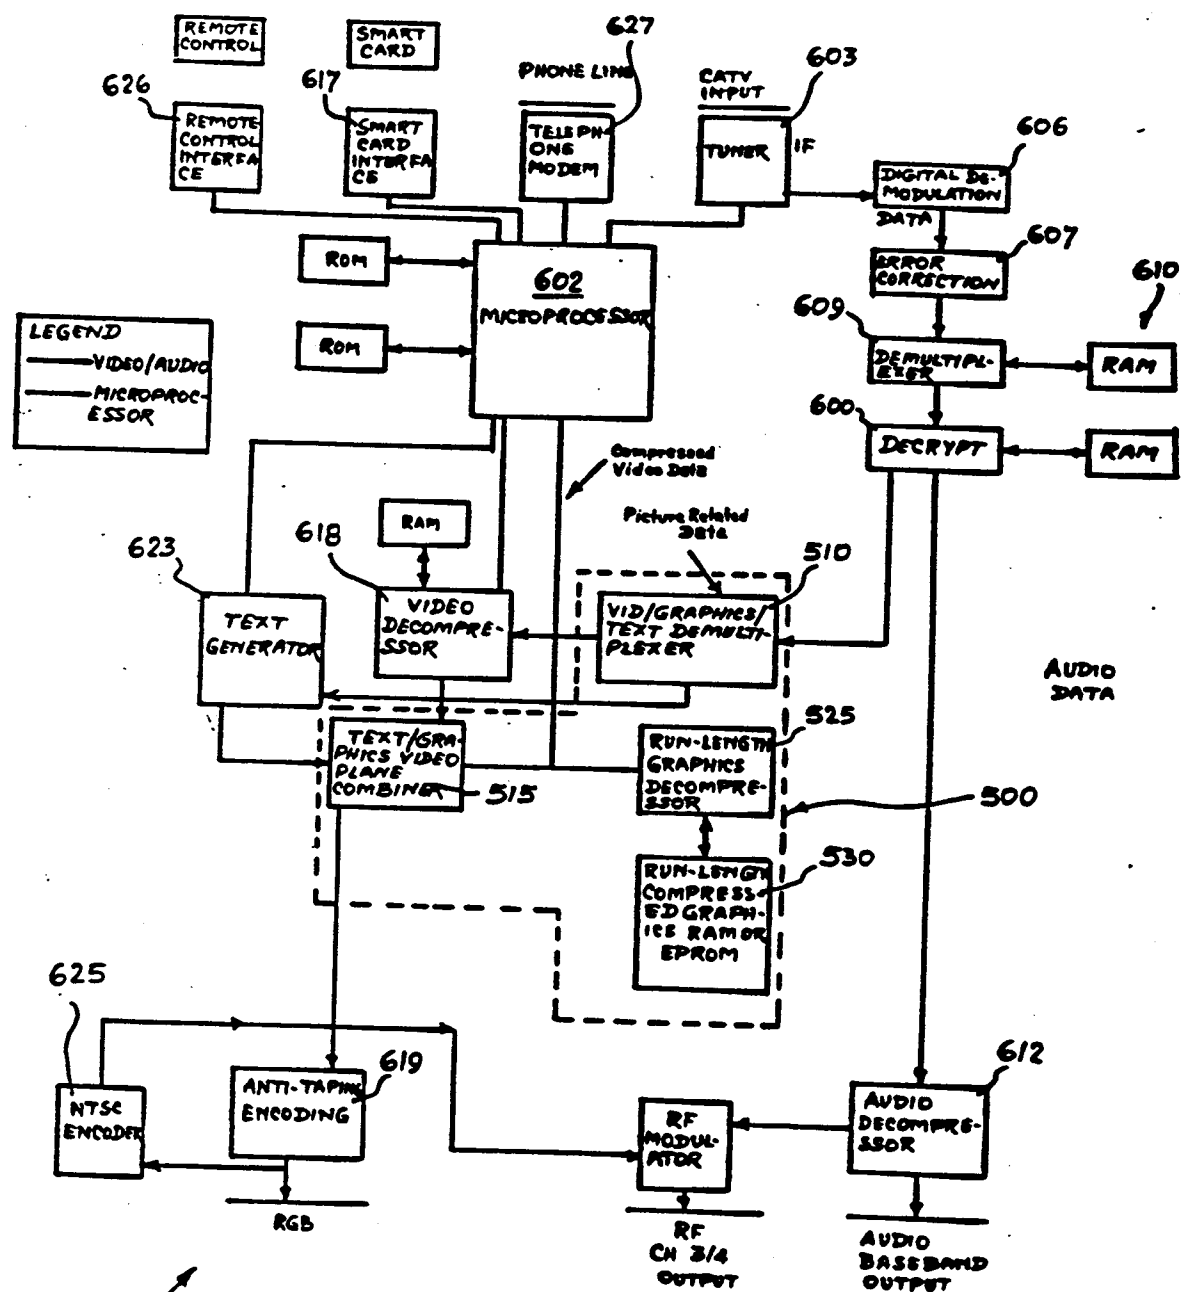 REMOTE
CONTROL
SMART
CARD
627
603
PHONE LINE
CATV
INPUT
626
617
606
REMOTE
CONTROL
INTERFA
CE
SMART
CARD
INTERFA
CE
TELEPH
ONE
MODEM
TUNER
IF
DIGITAL DE-
MODULATION
DATA
607
ROM
602
MICROPROCESSOR
ERROR
CORRECTION
610
609
LEGEND
VIDEO/AUDIO
MICROPROC-
ESSOR
ROM
DEMULTIPL-
EXER
RAM
600
DECRYPT
RAM
Compressed
Video Data
RAM
Picture Related
Data
623
618
510
TEXT
GENERATOR
VIDEO
DECOMPRE-
SSOR
VID/GRAPHICS/
TEXT DEMULTI-
PLEXER
AUDIO
DATA
525
TEXT/GRA-
PHICS VIDEO
PLANE
COMBINER
515
RUN-LENGTH
GRAPHICS
DECOMPRE-
SSOR
500
530
RUN-LENGTH
COMPRESS-
ED GRAPH-
ICS RAM OR
EPROM
625
619
612
NTSC
ENCODER
ANTI-TAPING
ENCODING
RF
MODUL-
ATOR
AUDIO
DECOMPRE-
SSOR
RGB
RF
CH 3/4
OUTPUT
AUDIO
BASEBAND
OUTPUT